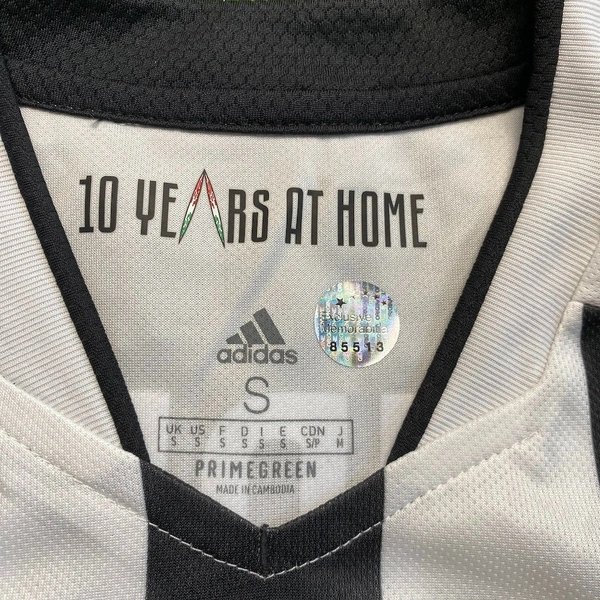 10 YEARS AT HOME
Exclusive
Memorabilia
85513
adidas
S
UK US F D I E CDN J
S S S S S S S/P M
PRIMEGREEN
MADE IN CAMBODIA